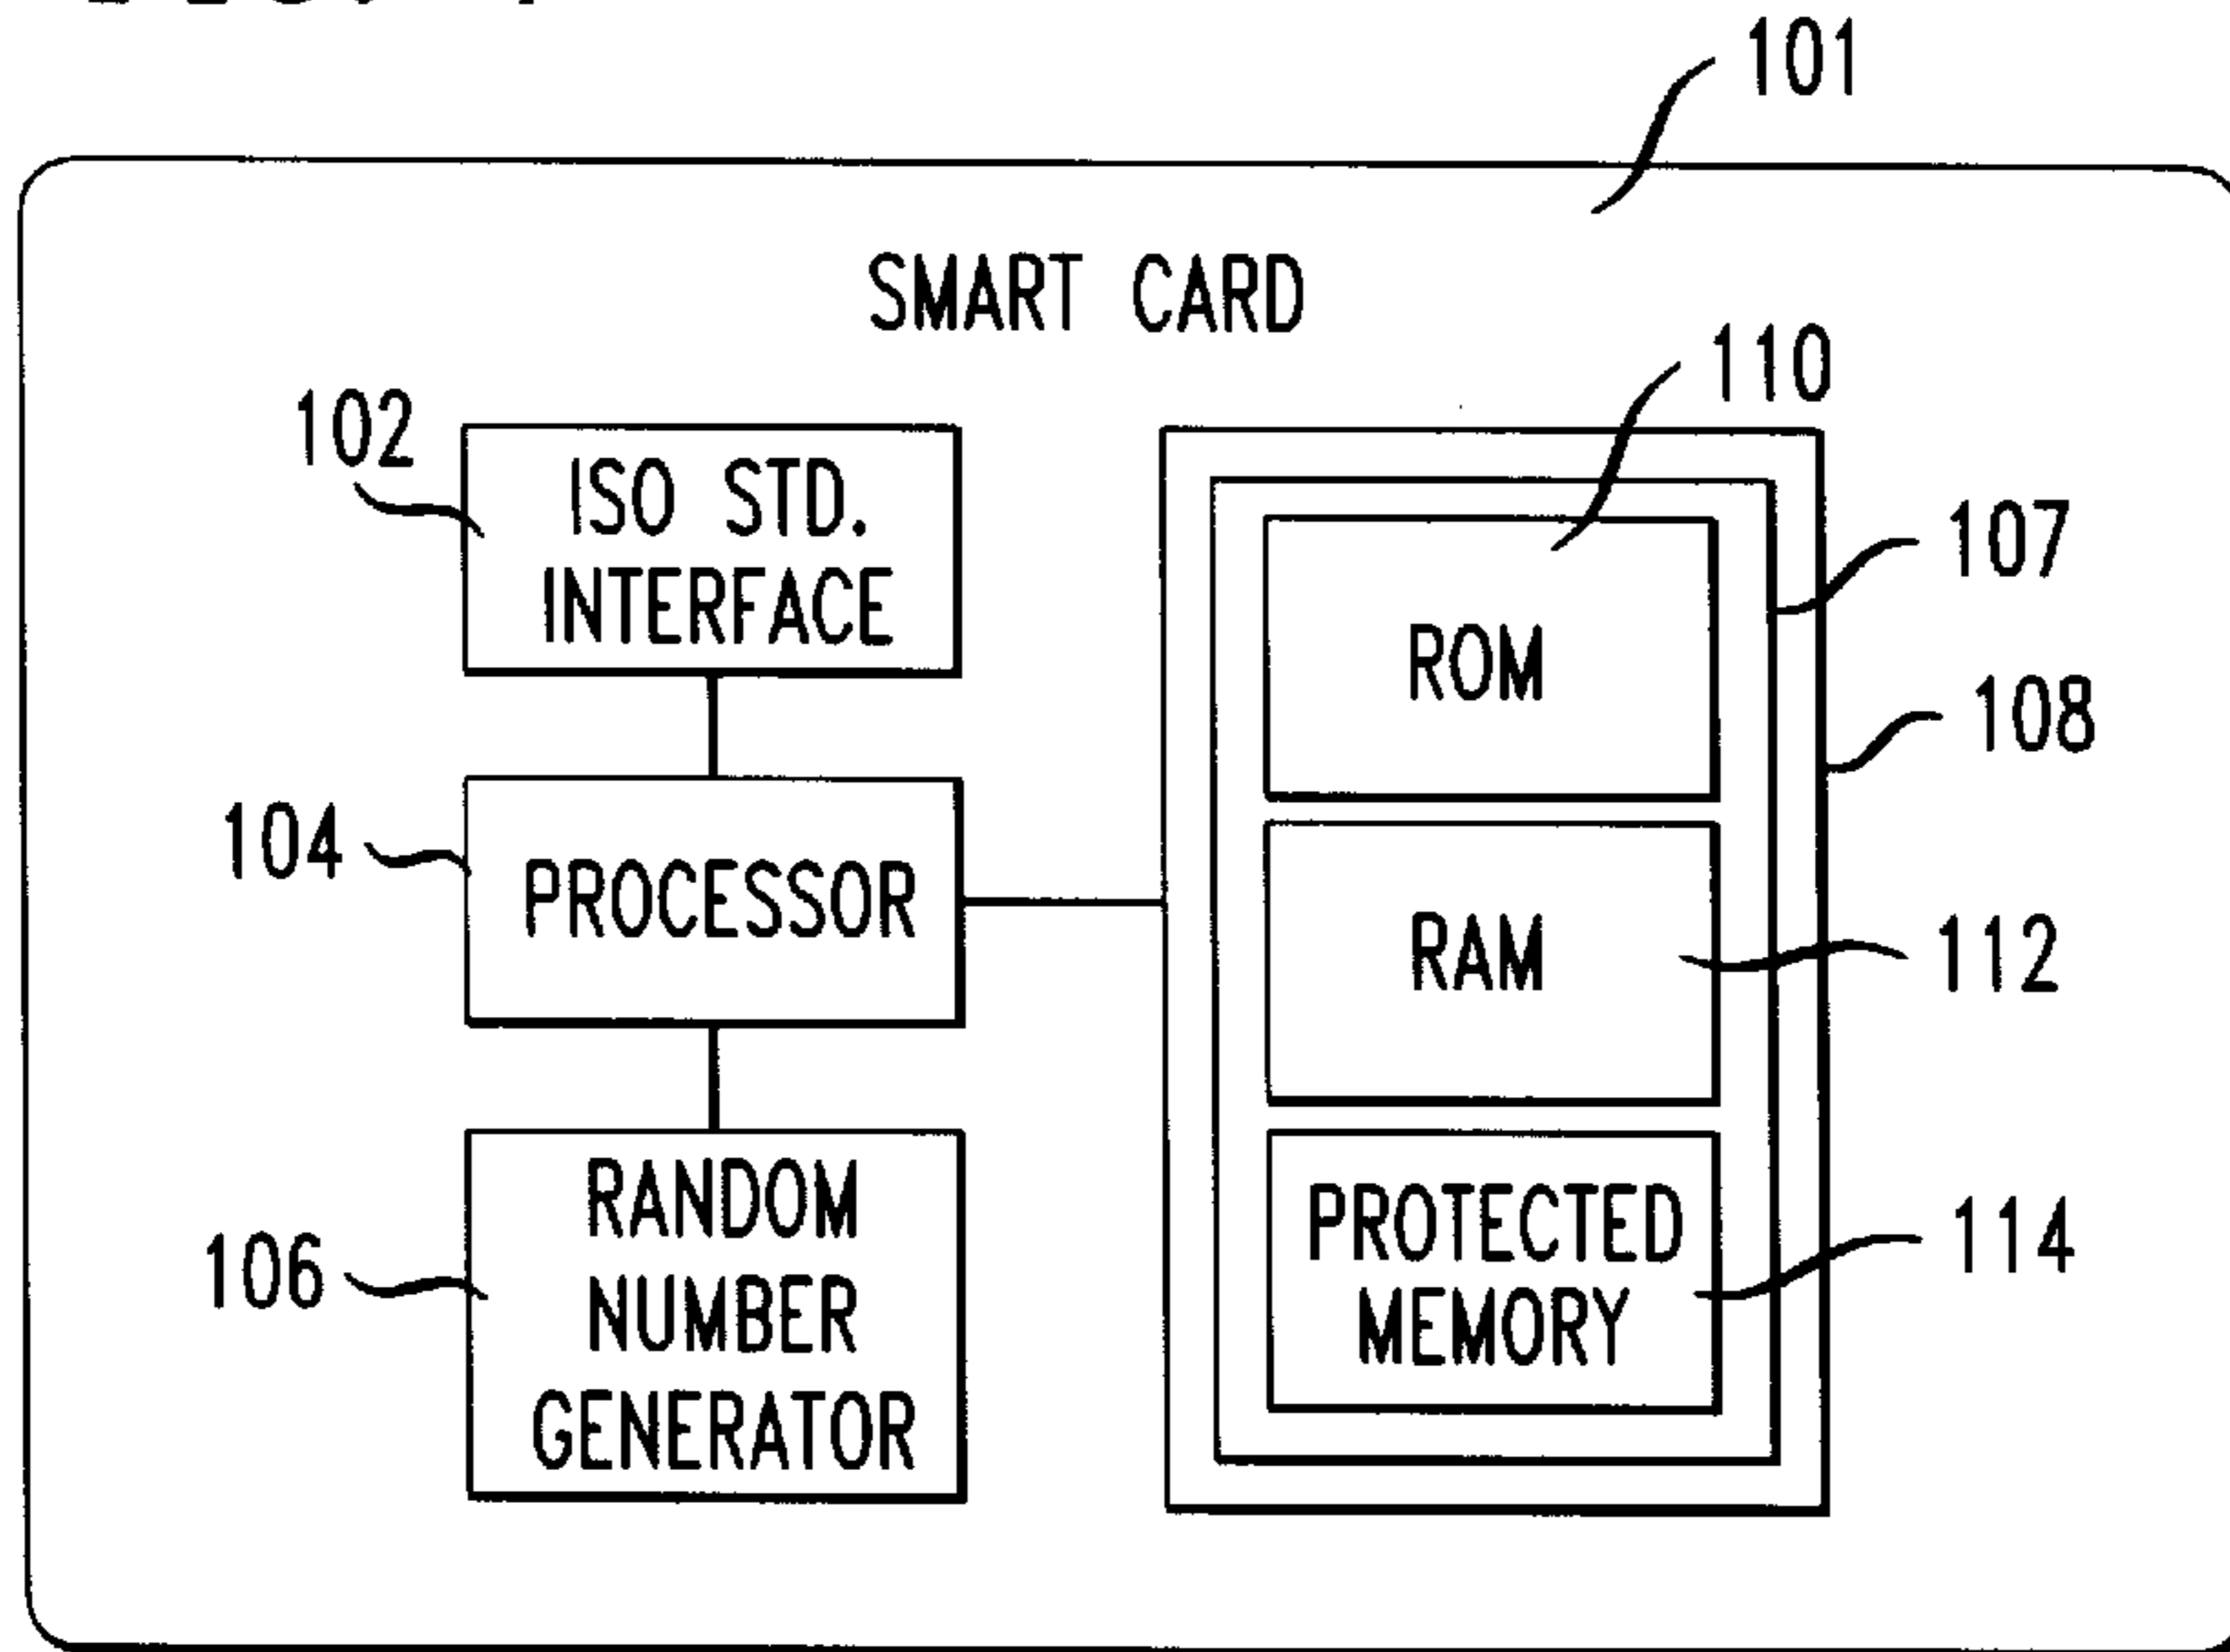 101
SMART CARD
110
102
ISO STD.
INTERFACE
107
ROM
108
104
PROCESSOR
RAM
112
RANDOM
NUMBER
GENERATOR
106
PROTECTED
MEMORY
114